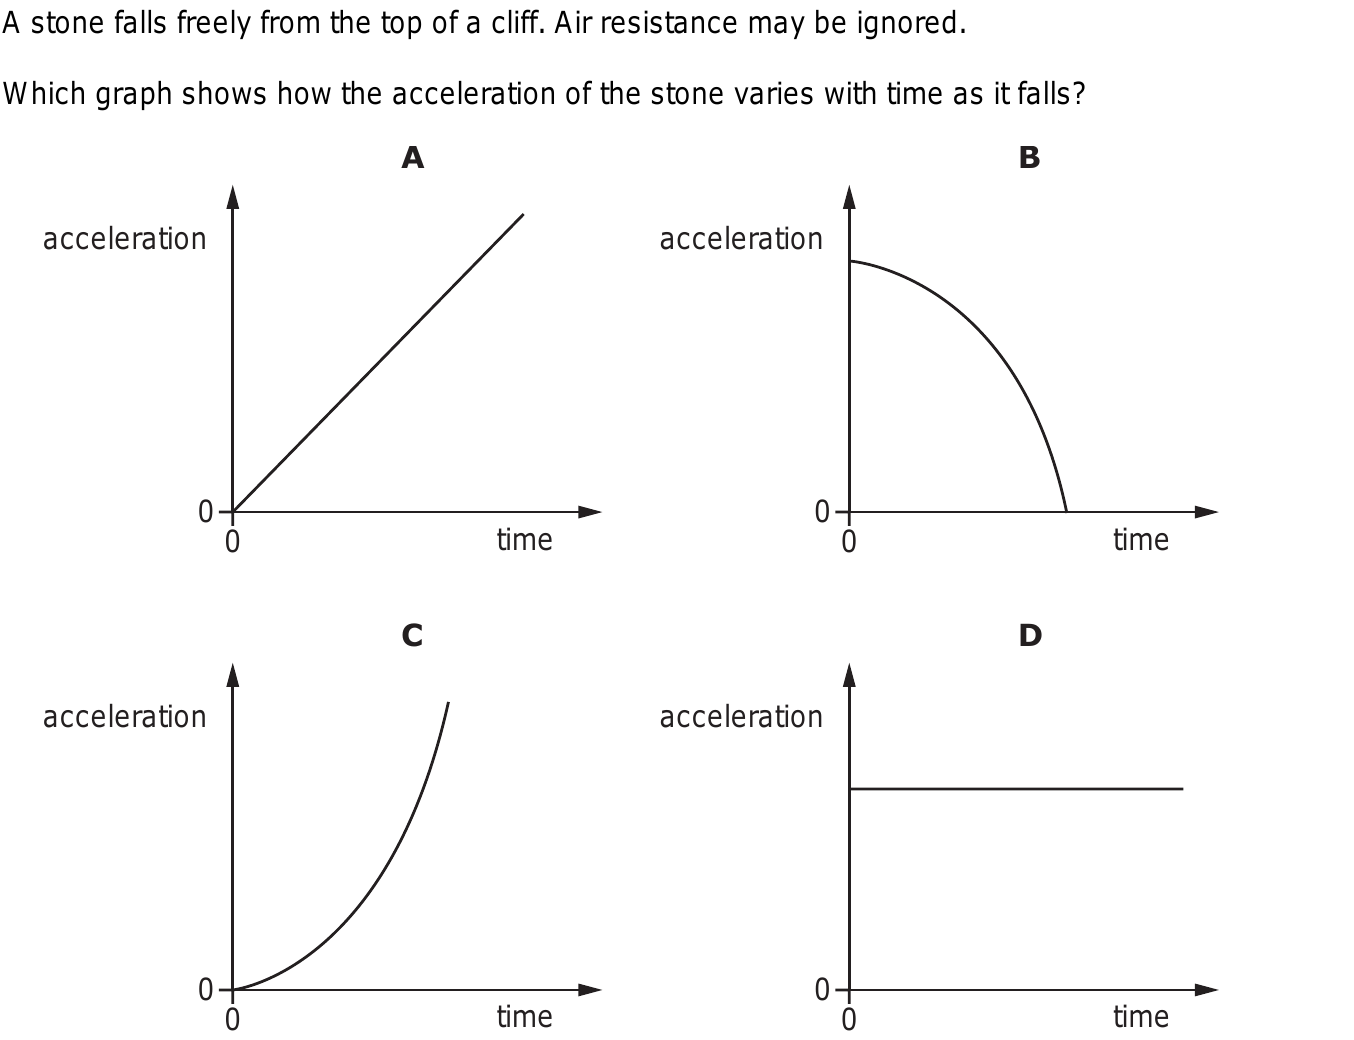 A stone falls freely from the top of a cliff. Air resistance may be ignored.
Which graph shows how the acceleration of the stone varies with time as it falls?
A
acceleration
0
0
time
B
acceleration
0
0
time
C
acceleration
0
0
time
D
acceleration
0
0
time